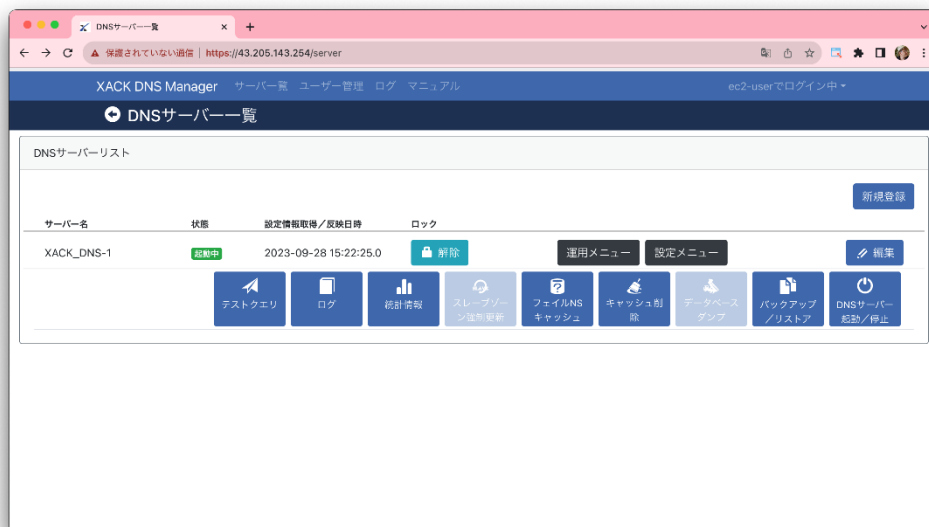 DNSサーバー一覧
保護されていない通信 | https://43.205.143.254/server
XACK DNS Manager サーバ一覧 ユーザー管理 ログ マニュアル ec2-userでログイン中
DNSサーバー一覧
DNSサーバーリスト
新規登録
サーバー名 状態 設定情報取得/反映日時 ロック
XACK_DNS-1 起動中 2023-09-28 15:22:25.0 解除 運用メニュー 設定メニュー 編集
テストクエリ
ログ
統計情報
スレーブゾー
ン強制更新
フェイルNS
キャッシュ
キャッシュ削
除
データベース
ダンプ
バックアップ
/リストア
DNSサーバー
起動/停止